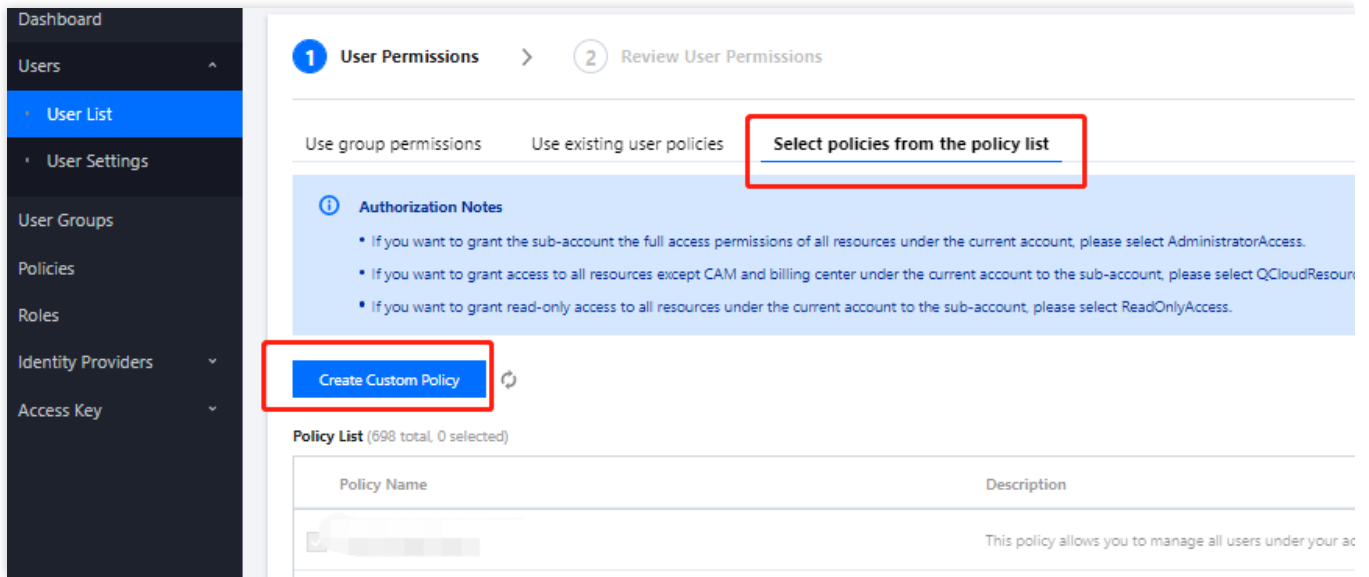 Dashboard
Users
User List
User Settings
User Groups
Policies
Roles
Identity Providers
Access Key
1 User Permissions > 2 Review User Permissions
Use group permissions Use existing user policies Select policies from the policy list
Authorization Notes
• If you want to grant the sub-account the full access permissions of all resources under the current account, please select AdministratorAccess.
• If you want to grant access to all resources except CAM and billing center under the current account to the sub-account, please select QCloudResourc
• If you want to grant read-only access to all resources under the current account to the sub-account, please select ReadOnlyAccess.
Create Custom Policy
Policy List (698 total, 0 selected)
Policy Name Description
This policy allows you to manage all users under your ac